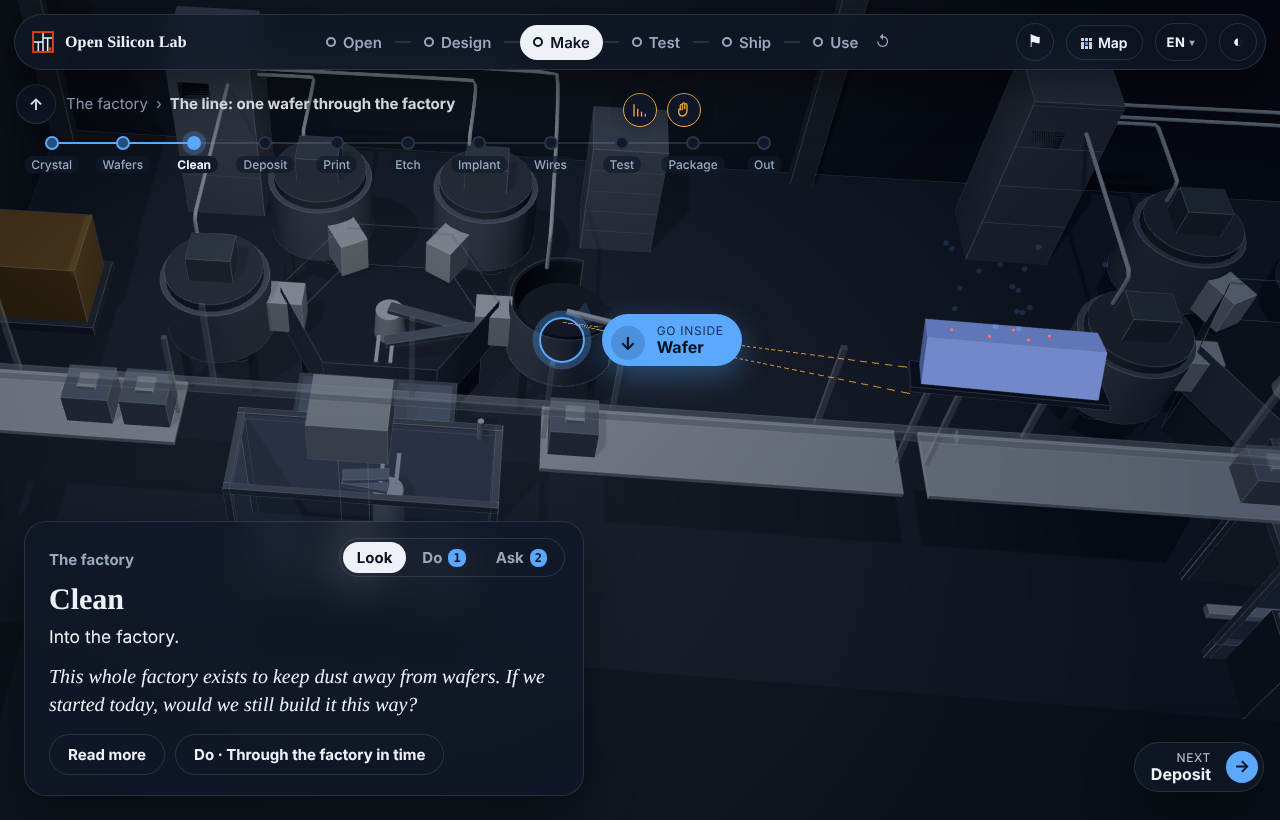 Open Silicon Lab
Open
Design
Make
Test
Ship
Use
Map
EN
The factory › The line: one wafer through the factory
Crystal
Wafers
Clean
Deposit
Print
Etch
Implant
Wires
Test
Package
Out
GO INSIDE
Wafer
The factory
Look
Do 1
Ask 2
Clean
Into the factory.
This whole factory exists to keep dust away from wafers. If we
started today, would we still build it this way?
Read more
Do · Through the factory in time
NEXT
Deposit